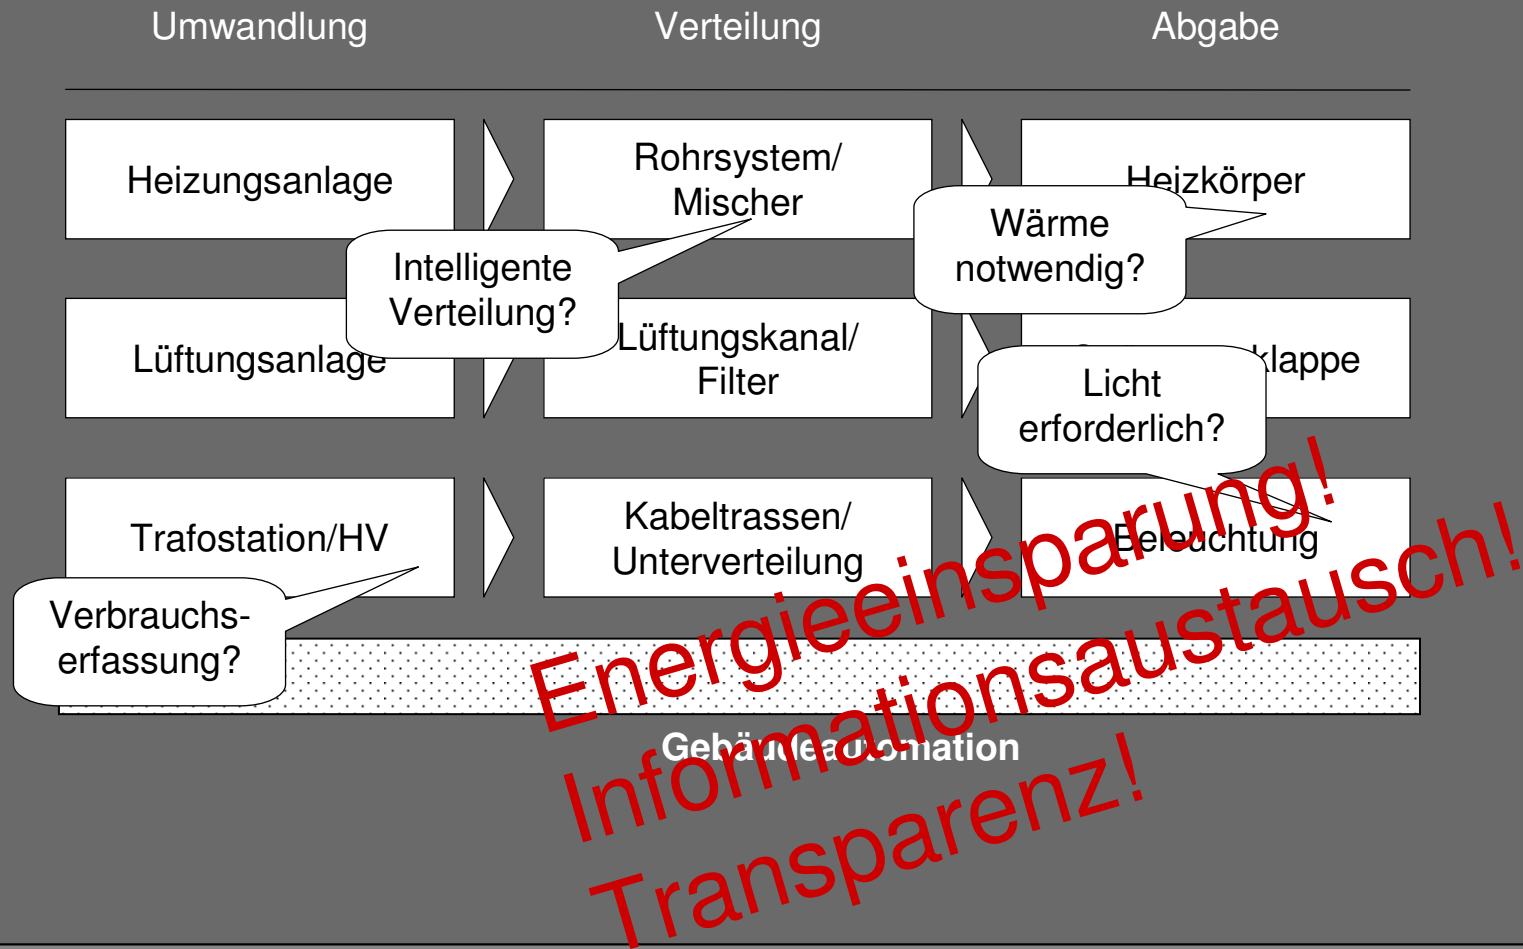 Umwandlung
Verteilung
Abgabe
Heizungsanlage
Rohrsystem/
Mischer
Heizkörper
Intelligente
Verteilung?
Wärme
notwendig?
Lüftungsanlage
Lüftungskanal/
Filter
klappe
Licht
erforderlich?
Trafostation/HV
Kabeltrassen/
Unterverteilung
Beleuchtung
Verbrauchs-
erfassung?
Gebäudeautomation
Energieeinsparung!
Informationsaustausch!
Transparenz!